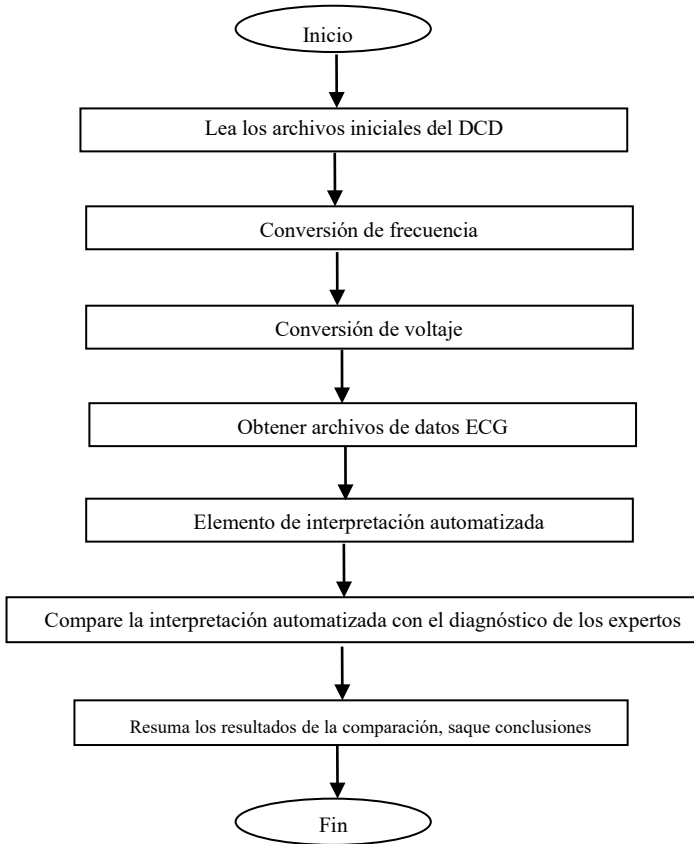 Inicio
Lea los archivos iniciales del DCD
Conversión de frecuencia
Conversión de voltaje
Obtener archivos de datos ECG
Elemento de interpretación automatizada
Compare la interpretación automatizada con el diagnóstico de los expertos
Resuma los resultados de la comparación, saque conclusiones
Fin